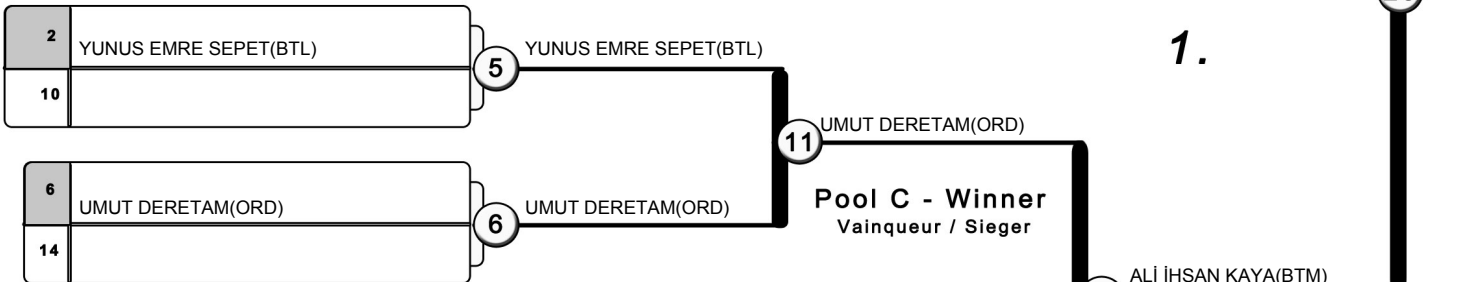 2
YUNUS EMRE SEPET(BTL)
10
5
YUNUS EMRE SEPET(BTL)
1.
11
UMUT DERETAM(ORD)
6
UMUT DERETAM(ORD)
14
6
UMUT DERETAM(ORD)
Pool C - Winner
Vainqueur / Sieger
ALİ İHSAN KAYA(BTM)